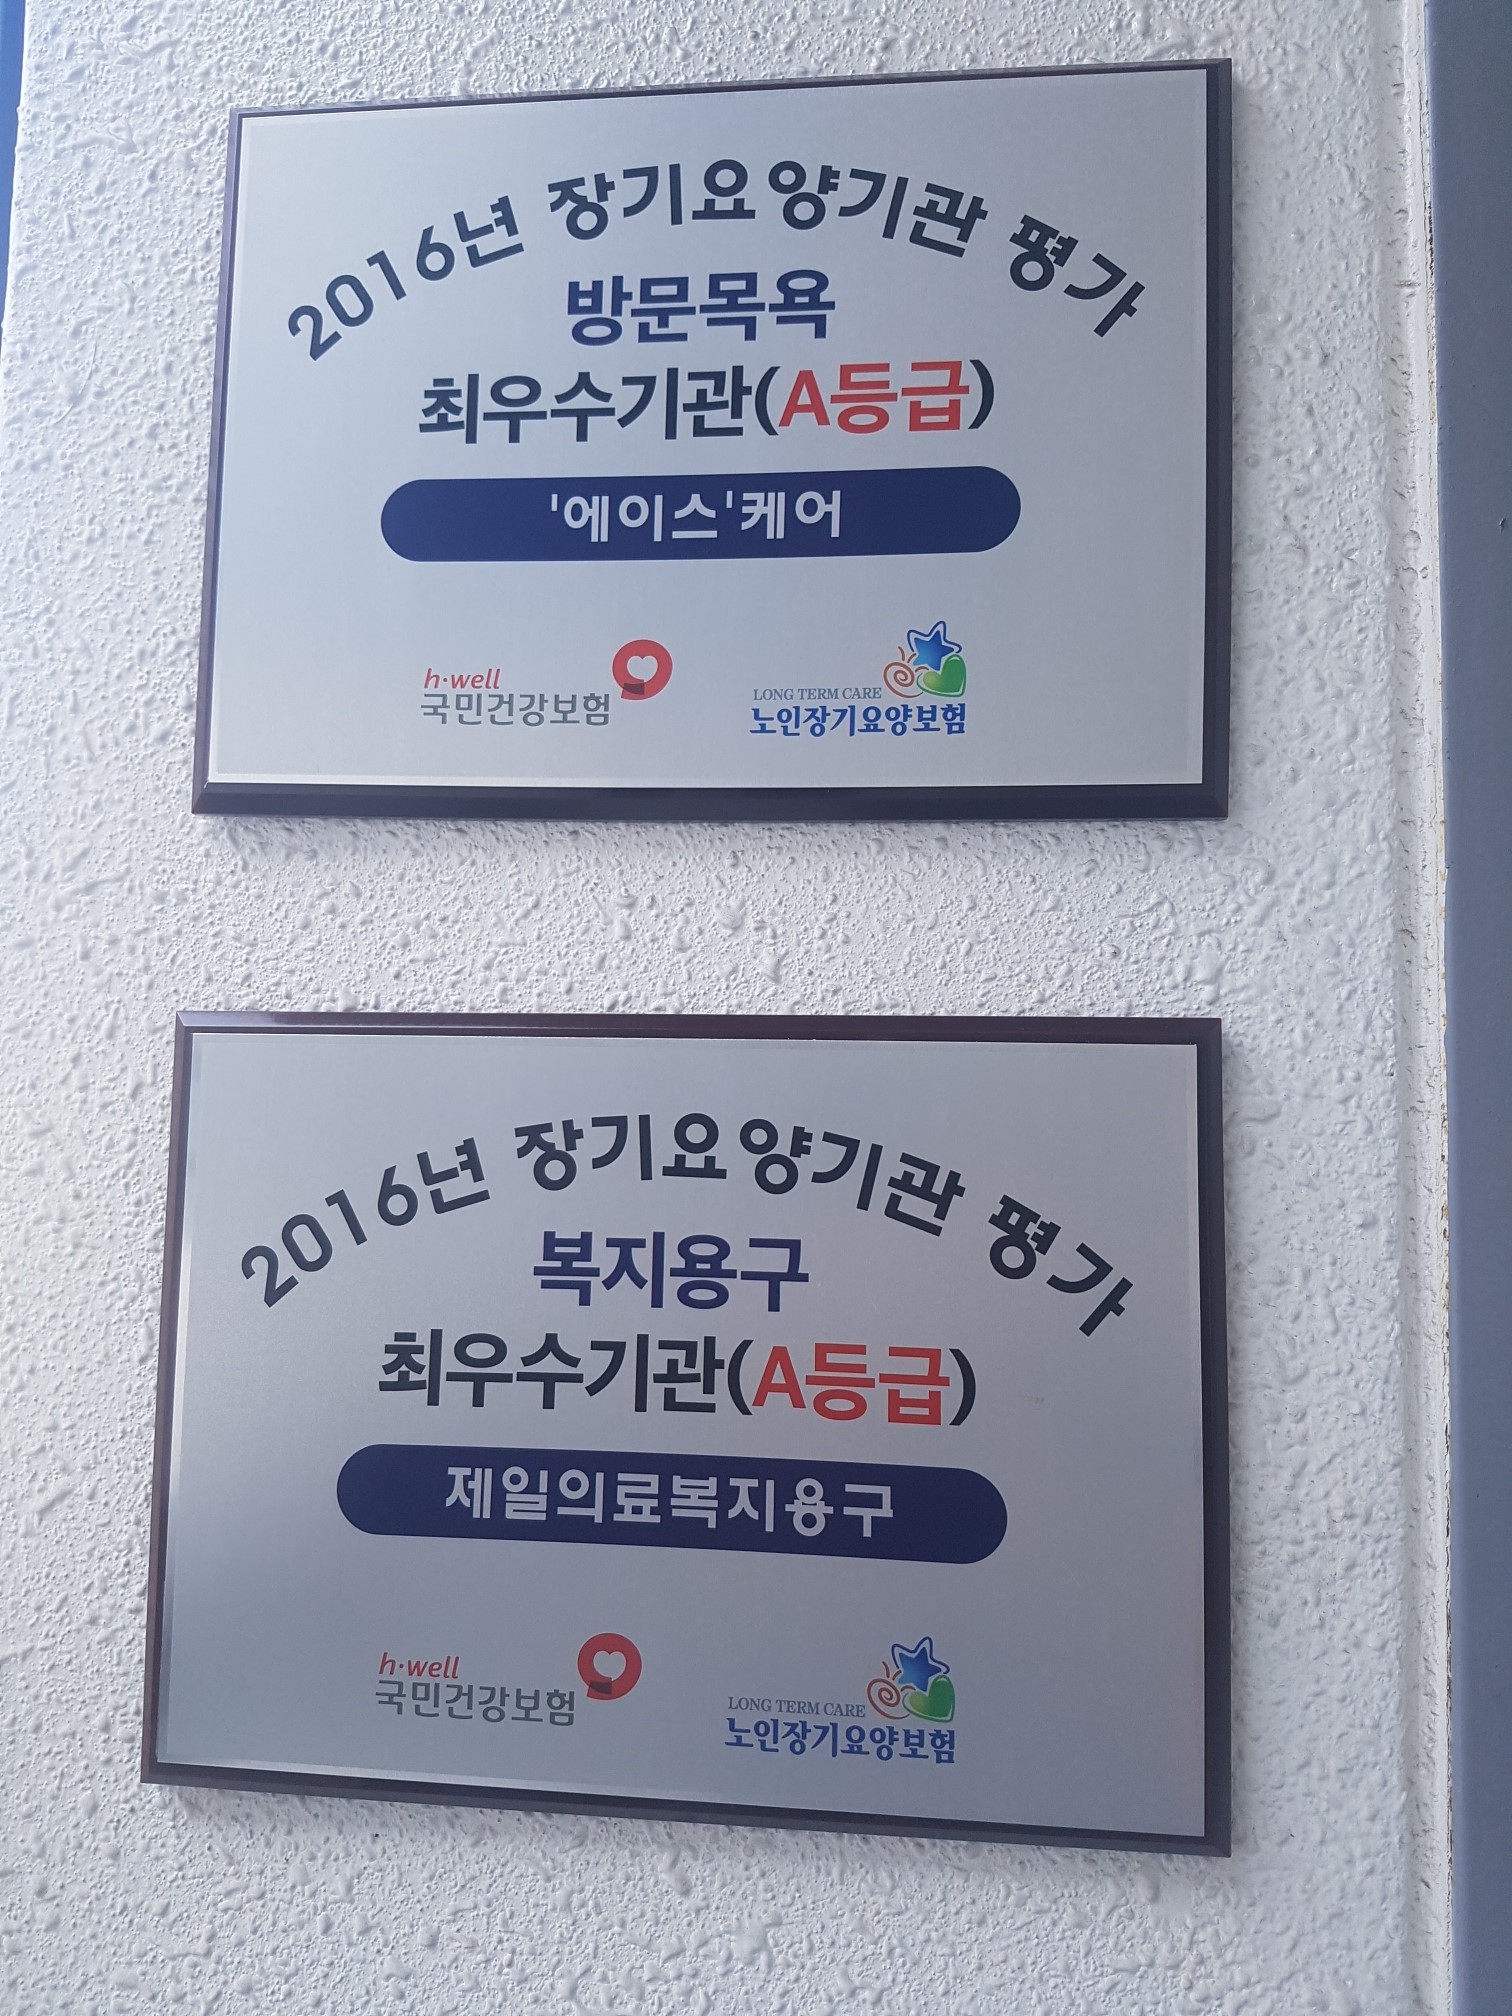 2016년 장기요양기관 평가
방문목욕
최우수기관(A등급)
'에이스'케어
h·well
국민건강보험
LONG TERM CARE
노인장기요양보험
2016년 장기요양기관 평가
복지용구
최우수기관(A등급)
제일의료복지용구
h·well
국민건강보험
LONG TERM CARE
노인장기요양보험